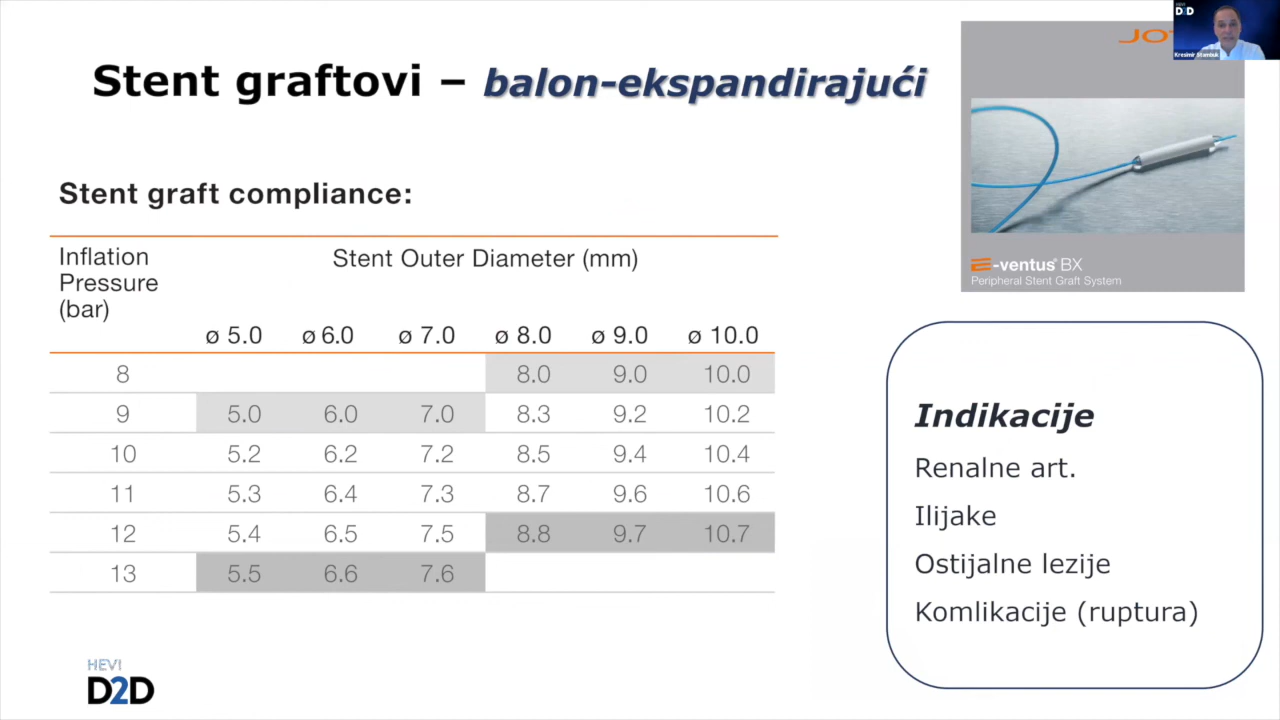 HEVI
D2D
Kresimir Stambuk
JOT
Stent graftovi – balon-ekspandirajući
Stent graft compliance:
Inflation Pressure (bar)
Stent Outer Diameter (mm)
ø 5.0 ø 6.0 ø 7.0 ø 8.0 ø 9.0 ø 10.0
8 8.0 9.0 10.0
9 5.0 6.0 7.0 8.3 9.2 10.2
10 5.2 6.2 7.2 8.5 9.4 10.4
11 5.3 6.4 7.3 8.7 9.6 10.6
12 5.4 6.5 7.5 8.8 9.7 10.7
13 5.5 6.6 7.6
E-ventus® BX
Peripheral Stent Graft System
Indikacije
Renalne art.
Ilijake
Ostijalne lezije
Komlikacije (ruptura)
HEVI
D2D